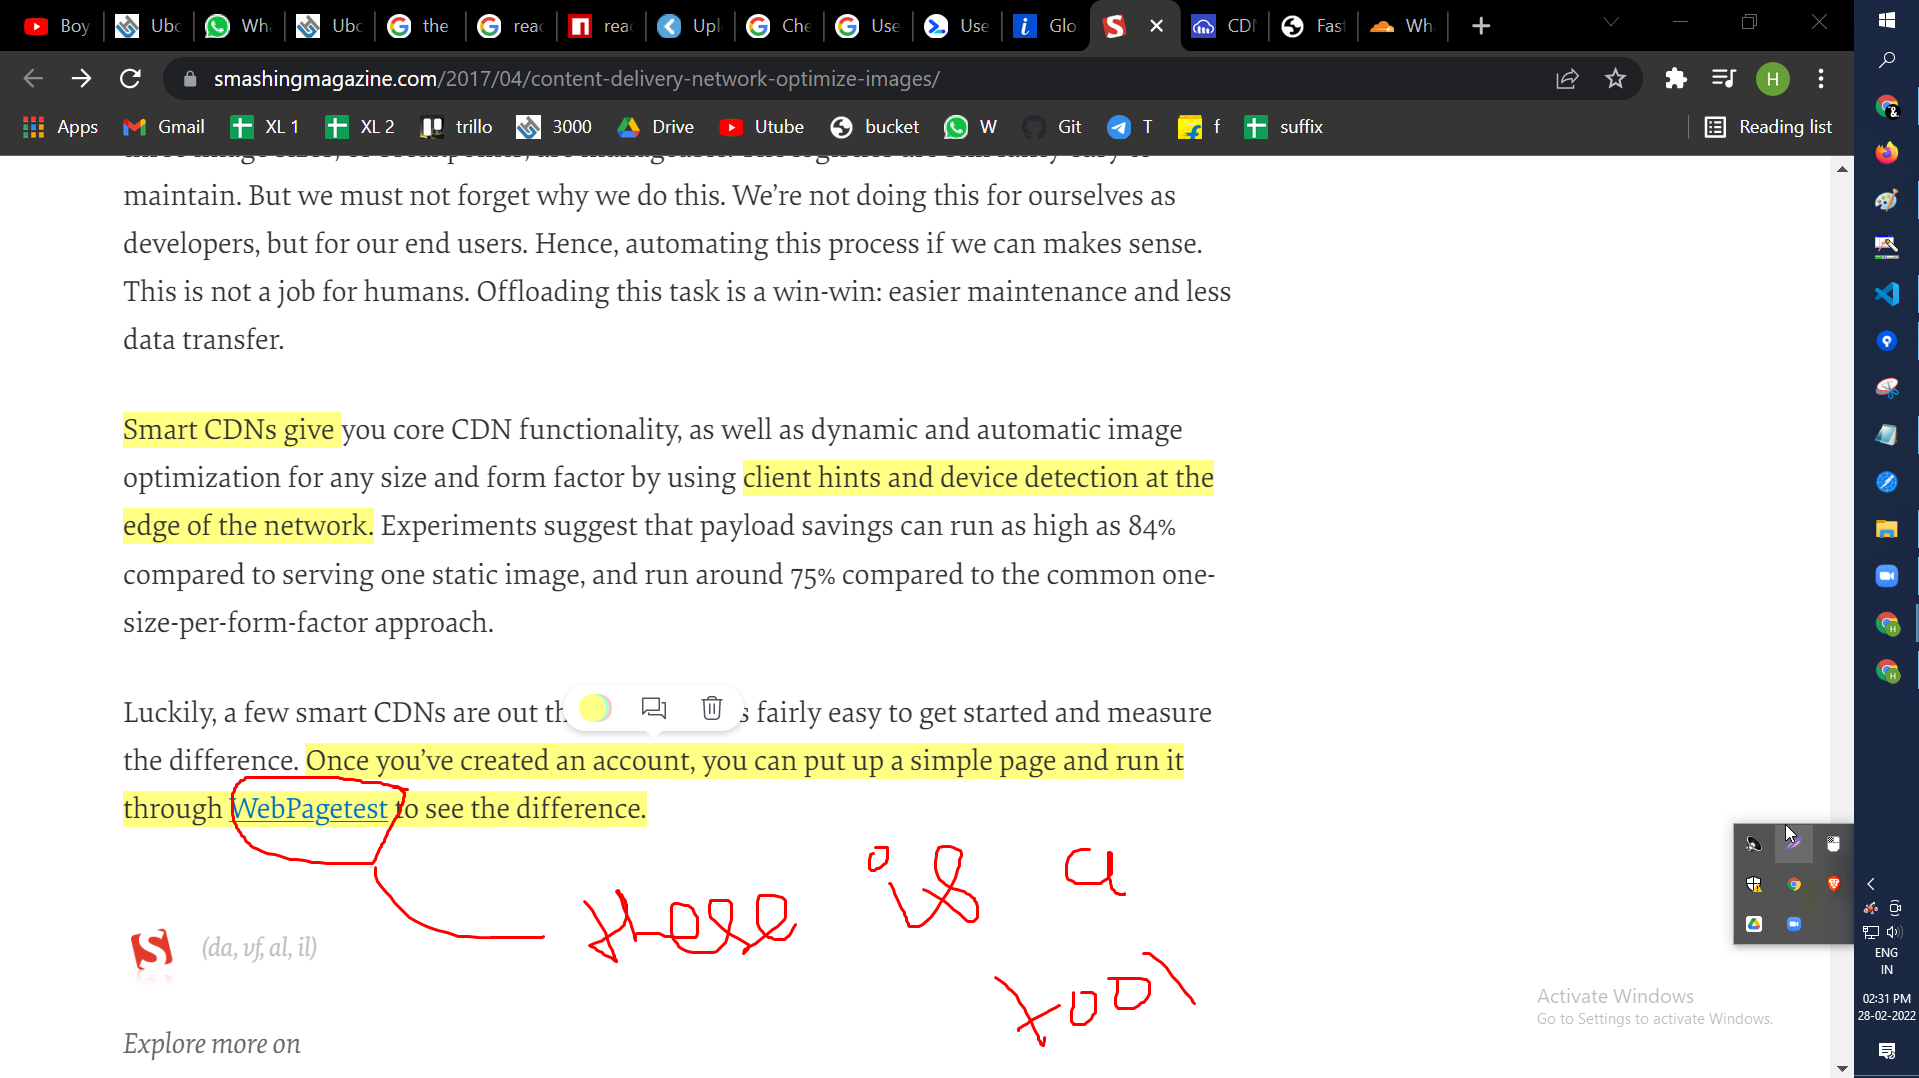 Boy
Ubc
Wha
Ubc
the
reac
reac
Upl
Che
Use
Use
Glo
CDN
Fast
Wh
smashingmagazine.com/2017/04/content-delivery-network-optimize-images/
H
Apps
Gmail
XL 1
XL 2
trillo
3000
Drive
Utube
bucket
W
Git
T
f
suffix
Reading list
maintain. But we must not forget why we do this. We’re not doing this for ourselves as
developers, but for our end users. Hence, automating this process if we can makes sense.
This is not a job for humans. Offloading this task is a win-win: easier maintenance and less
data transfer.
Smart CDNs give you core CDN functionality, as well as dynamic and automatic image
optimization for any size and form factor by using client hints and device detection at the
edge of the network. Experiments suggest that payload savings can run as high as 84%
compared to serving one static image, and run around 75% compared to the common one-
size-per-form-factor approach.
Luckily, a few smart CDNs are out th s fairly easy to get started and measure
the difference. Once you’ve created an account, you can put up a simple page and run it
through WebPagetest to see the difference.
is a
tool
(da, vf, al, il)
Explore more on
Activate Windows
Go to Settings to activate Windows.
ENG
IN
02:31 PM
28-02-2022